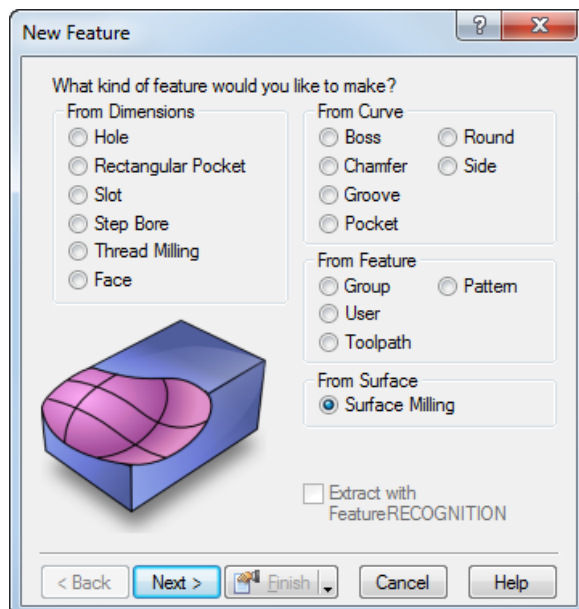 New Feature
What kind of feature would you like to make?
From Dimensions
Hole
Rectangular Pocket
Slot
Step Bore
Thread Milling
Face
From Curve
Boss
Round
Chamfer
Side
Groove
Pocket
From Feature
Group
Pattern
User
Toolpath
From Surface
Surface Milling
Extract with
FeatureRECOGNITION
< Back
Next >
Finish
Cancel
Help